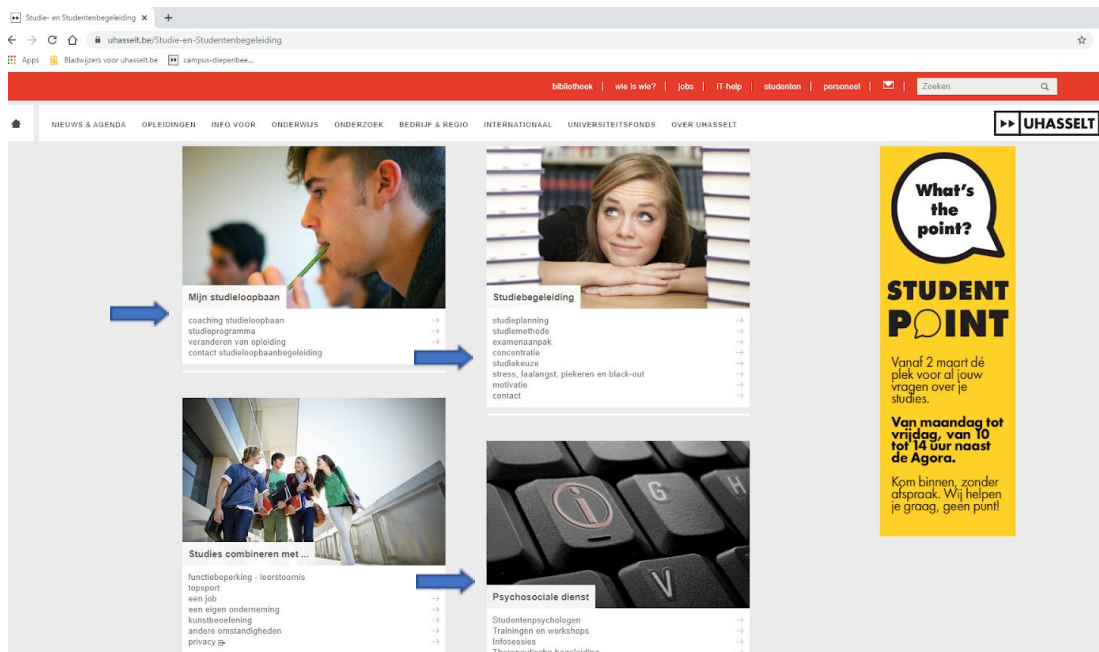 Studie- en Studentenbegeleiding
uhasselt.be/Studie-en-Studentenbegeleiding
Apps Bladwijzers voor uhasselt.be campus-diepenbee...
bibliotheek | wie is wie? | jobs | IT-help | studenten | personeel | | Zoeken
NIEUWS & AGENDA OPLEIDINGEN INFO VOOR ONDERWIJS ONDERZOEK BEDRIJF & REGIO INTERNATIONAAL UNIVERSITEITSFONDS OVER UHASSELT
UHASSELT
Mijn studieloopbaan
coaching studieloopbaan
studieprogramma
veranderen van opleiding
contact studieloopbaanbegeleiding
Studiebegeleiding
studieplanning
studiemethode
examenaanpak
concentratie
studiekeuze
stress, faalangst, piekeren en black-out
motivatie
contact
Studies combineren met ...
functiebeperking - leerstoornis
topsport
een job
een eigen onderneming
kunstbeoefening
andere omstandigheden
privacy
i
G
H
V
Psychosociale dienst
Studentenpsychologen
Trainingen en workshops
Infosessies
Therapeutische begeleiding
What's
the
point?
STUDENT
POINT
Vanaf 2 maart dé
plek voor al jouw
vragen over je
studies.
Van maandag tot
vrijdag, van 10
tot 14 uur naast
de Agora.
Kom binnen, zonder
afspraak. Wij helpen
je graag, geen punt!